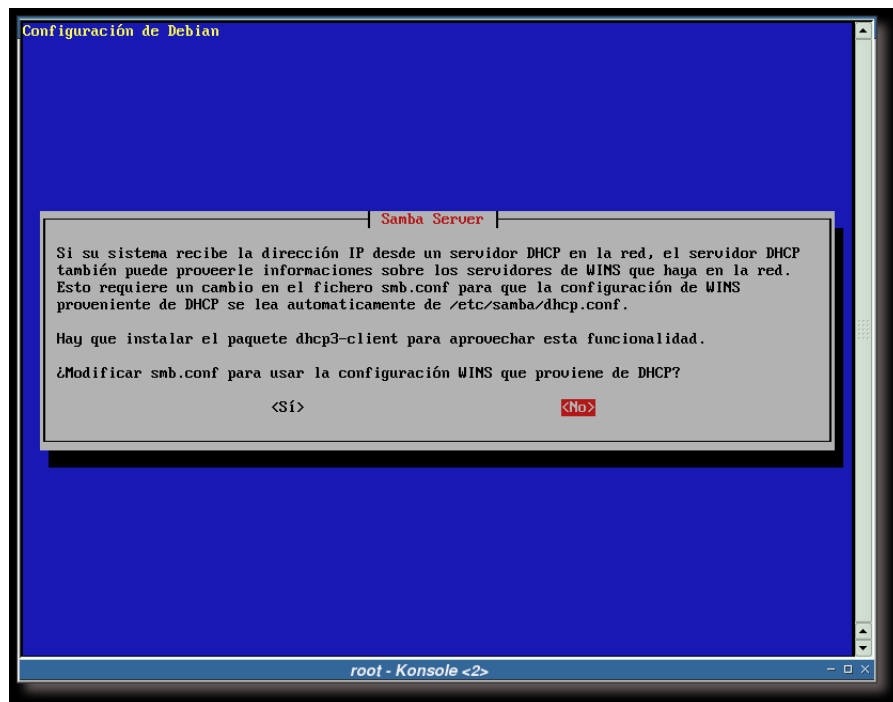 Configuración de Debian
Samba Server
Si su sistema recibe la dirección IP desde un servidor DHCP en la red, el servidor DHCP
también puede proveerle informaciones sobre los servidores de WINS que haya en la red.
Esto requiere un cambio en el fichero smb.conf para que la configuración de WINS
proveniente de DHCP se lea automaticamente de /etc/samba/dhcp.conf.
Hay que instalar el paquete dhcp3-client para aprovechar esta funcionalidad.
¿Modificar smb.conf para usar la configuración WINS que proviene de DHCP?
<Sí> <No>
root - Konsole <2>